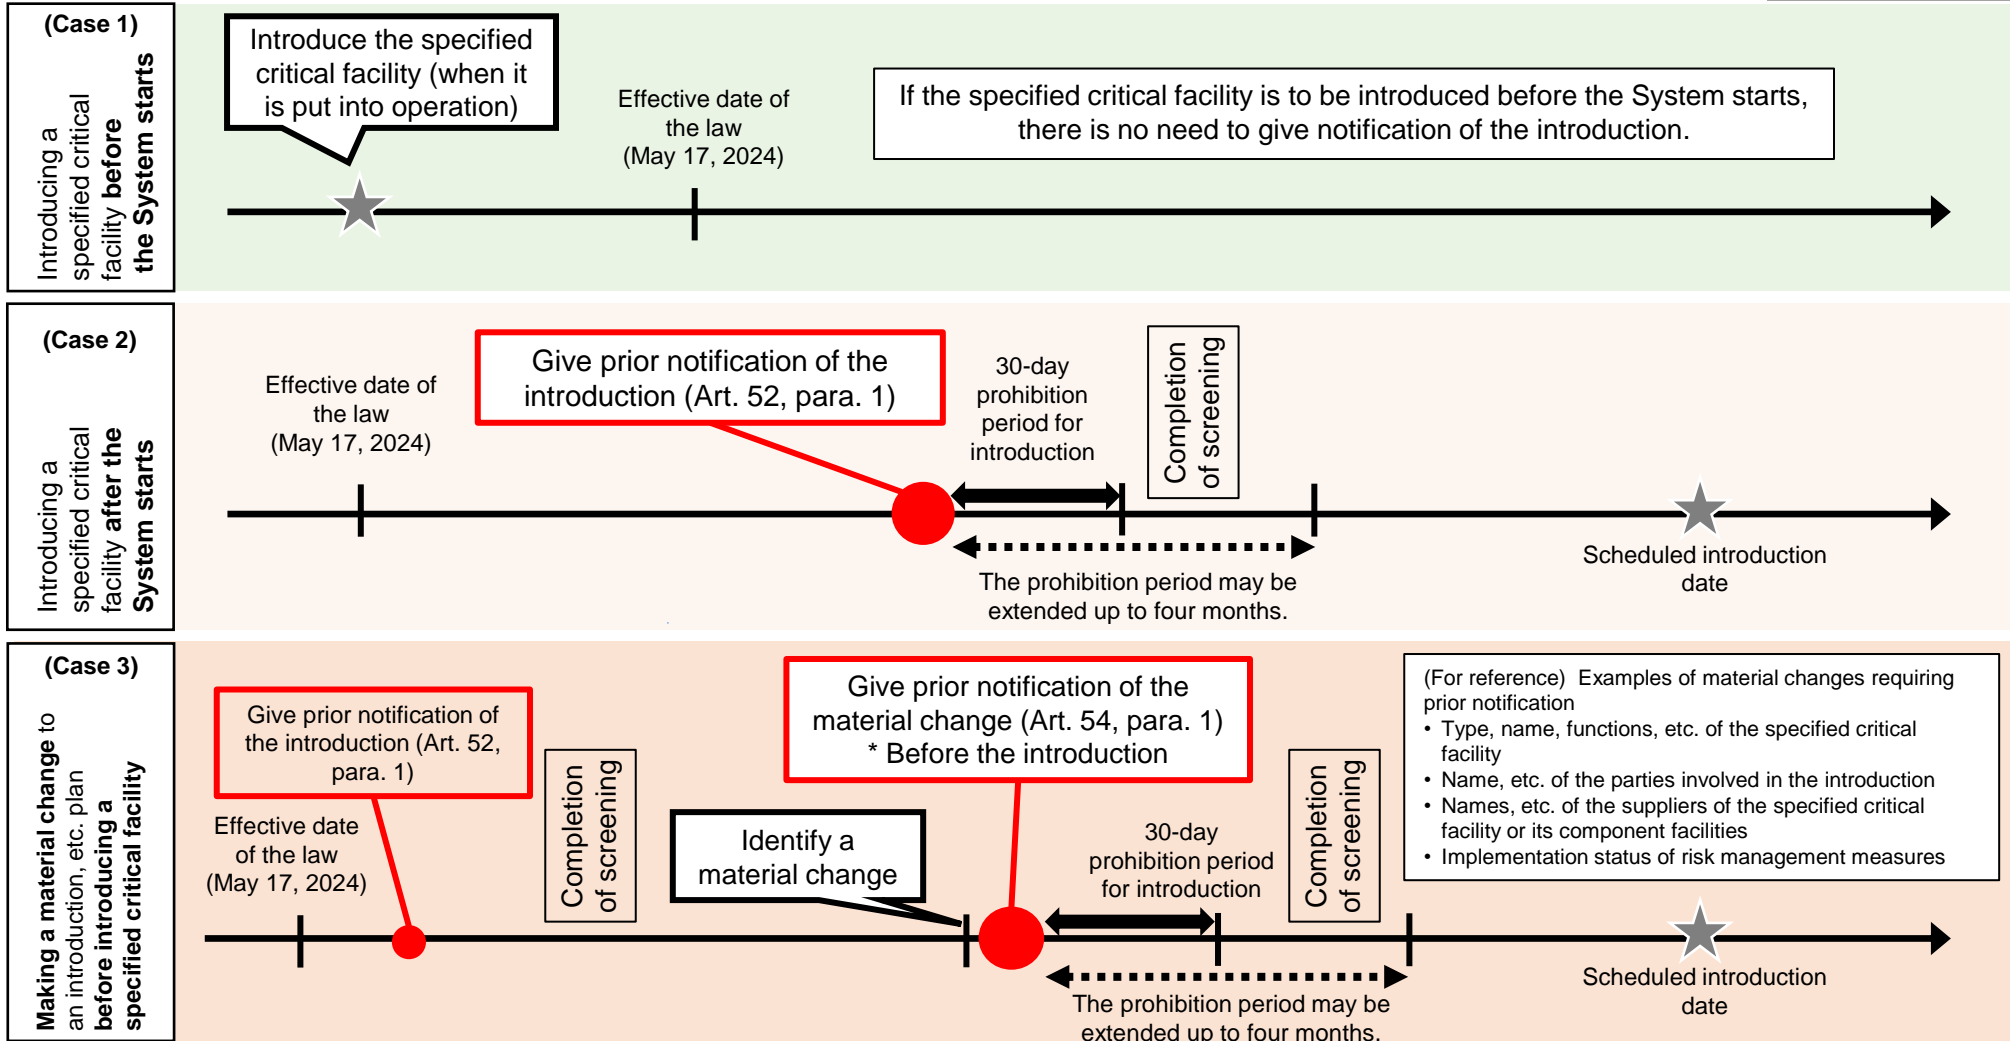 (Case 1)
Introducing a
specified critical
facility before
the System starts
Introduce the specified
critical facility (when it
is put into operation)
Effective date of
the law
(May 17, 2024)
If the specified critical facility is to be introduced before the System starts,
there is no need to give notification of the introduction.
(Case 2)
Introducing a
specified critical
facility after the
System starts
Effective date of
the law
(May 17, 2024)
Give prior notification of the
introduction (Art. 52, para. 1)
30-day
prohibition
period for
introduction
Completion
of screening
The prohibition period may be
extended up to four months.
Scheduled introduction
date
(Case 3)
Making a material change to
an introduction, etc. plan
before introducing a
specified critical facility
Give prior notification of
the introduction (Art. 52,
para. 1)
Effective date
of the law
(May 17, 2024)
Completion
of screening
Identify a
material change
Give prior notification of the
material change (Art. 54, para. 1)
* Before the introduction
30-day
prohibition period
for introduction
Completion
of screening
The prohibition period may be
extended up to four months.
(For reference) Examples of material changes requiring
prior notification
• Type, name, functions, etc. of the specified critical
facility
• Name, etc. of the parties involved in the introduction
• Names, etc. of the suppliers of the specified critical
facility or its component facilities
• Implementation status of risk management measures
Scheduled introduction
date